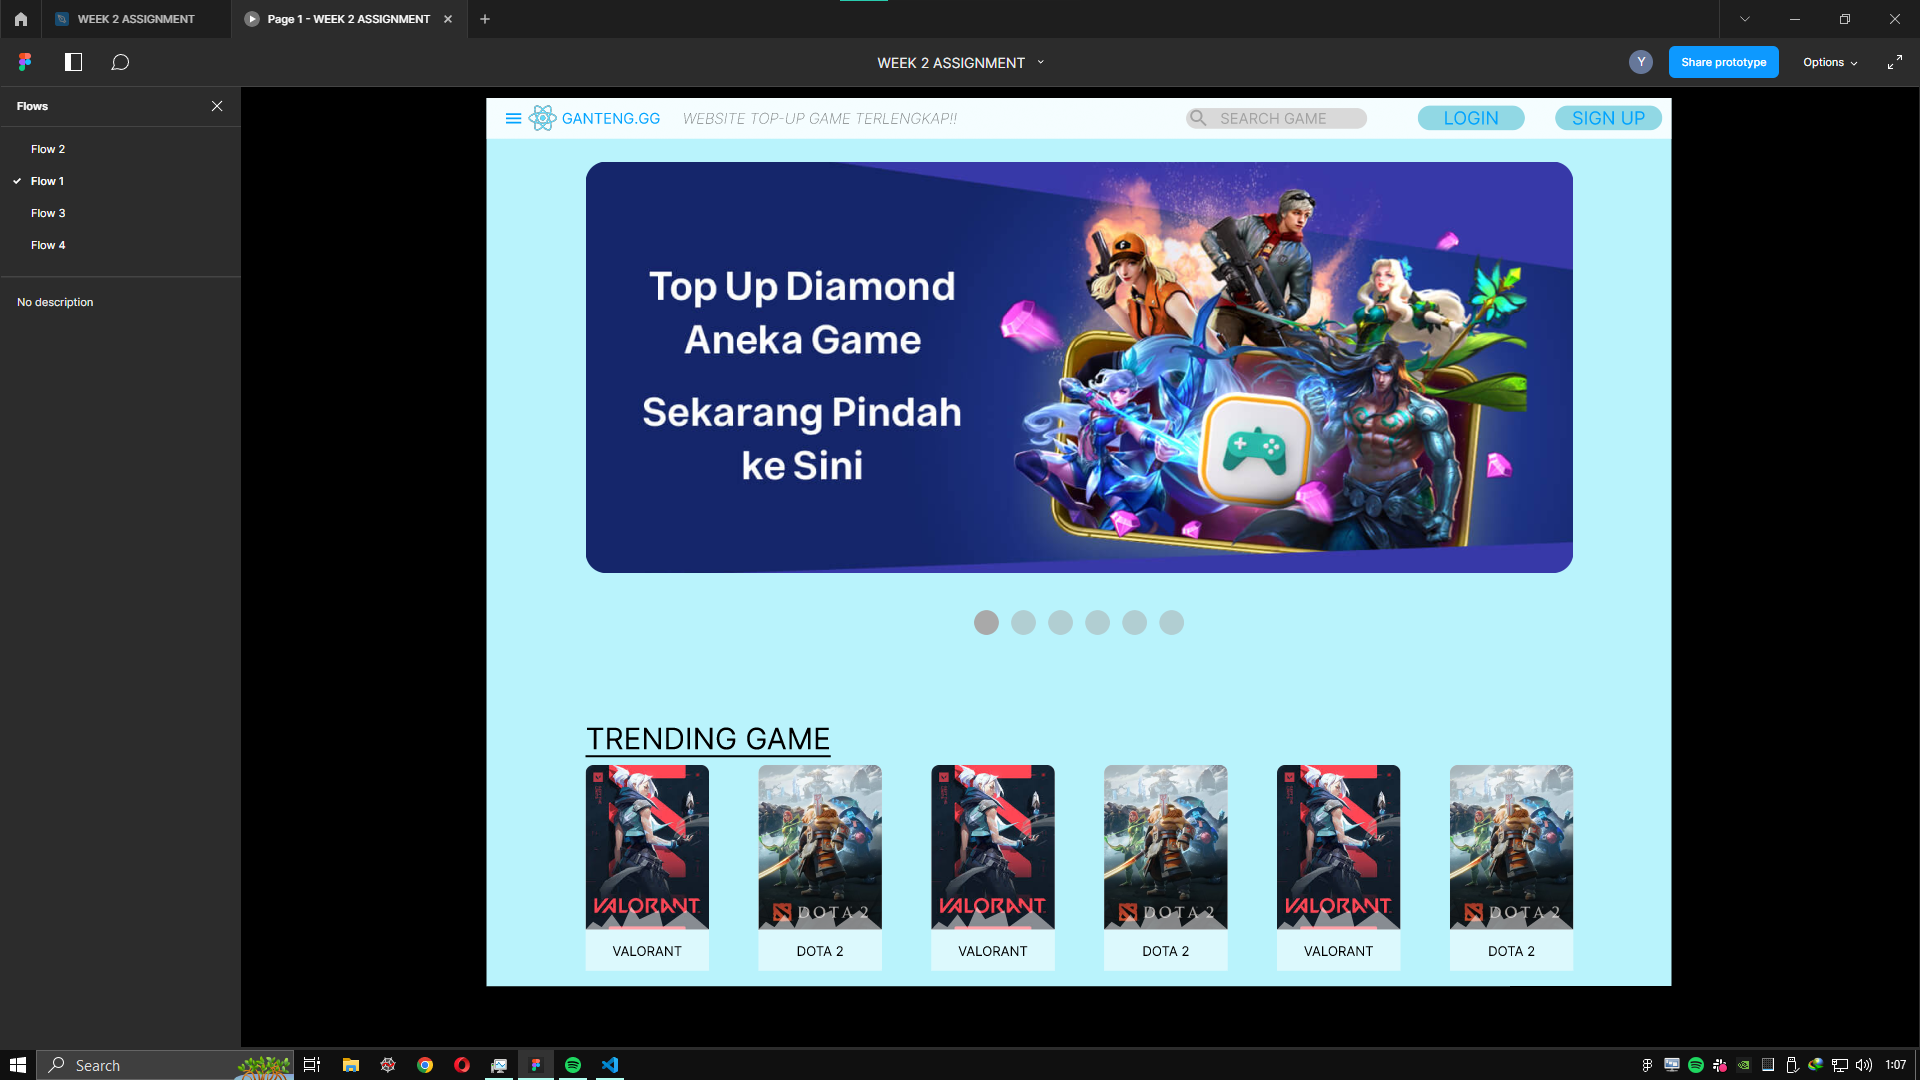 WEEK 2 ASSIGNMENT
Page 1 - WEEK 2 ASSIGNMENT
WEEK 2 ASSIGNMENT
Y
Share prototype
Options
Flows
Flow 2
Flow 1
Flow 3
Flow 4
No description
GANTENG.GG
WEBSITE TOP-UP GAME TERLENGKAP!!
SEARCH GAME
LOGIN
SIGN UP
Top Up Diamond
Aneka Game
Sekarang Pindah
ke Sini
TRENDING GAME
VALORANT
DOTA 2
VALORANT
DOTA 2
VALORANT
DOTA 2
VALORANT
DOTA 2
VALORANT
DOTA 2
VALORANT
DOTA 2
Search
1:07